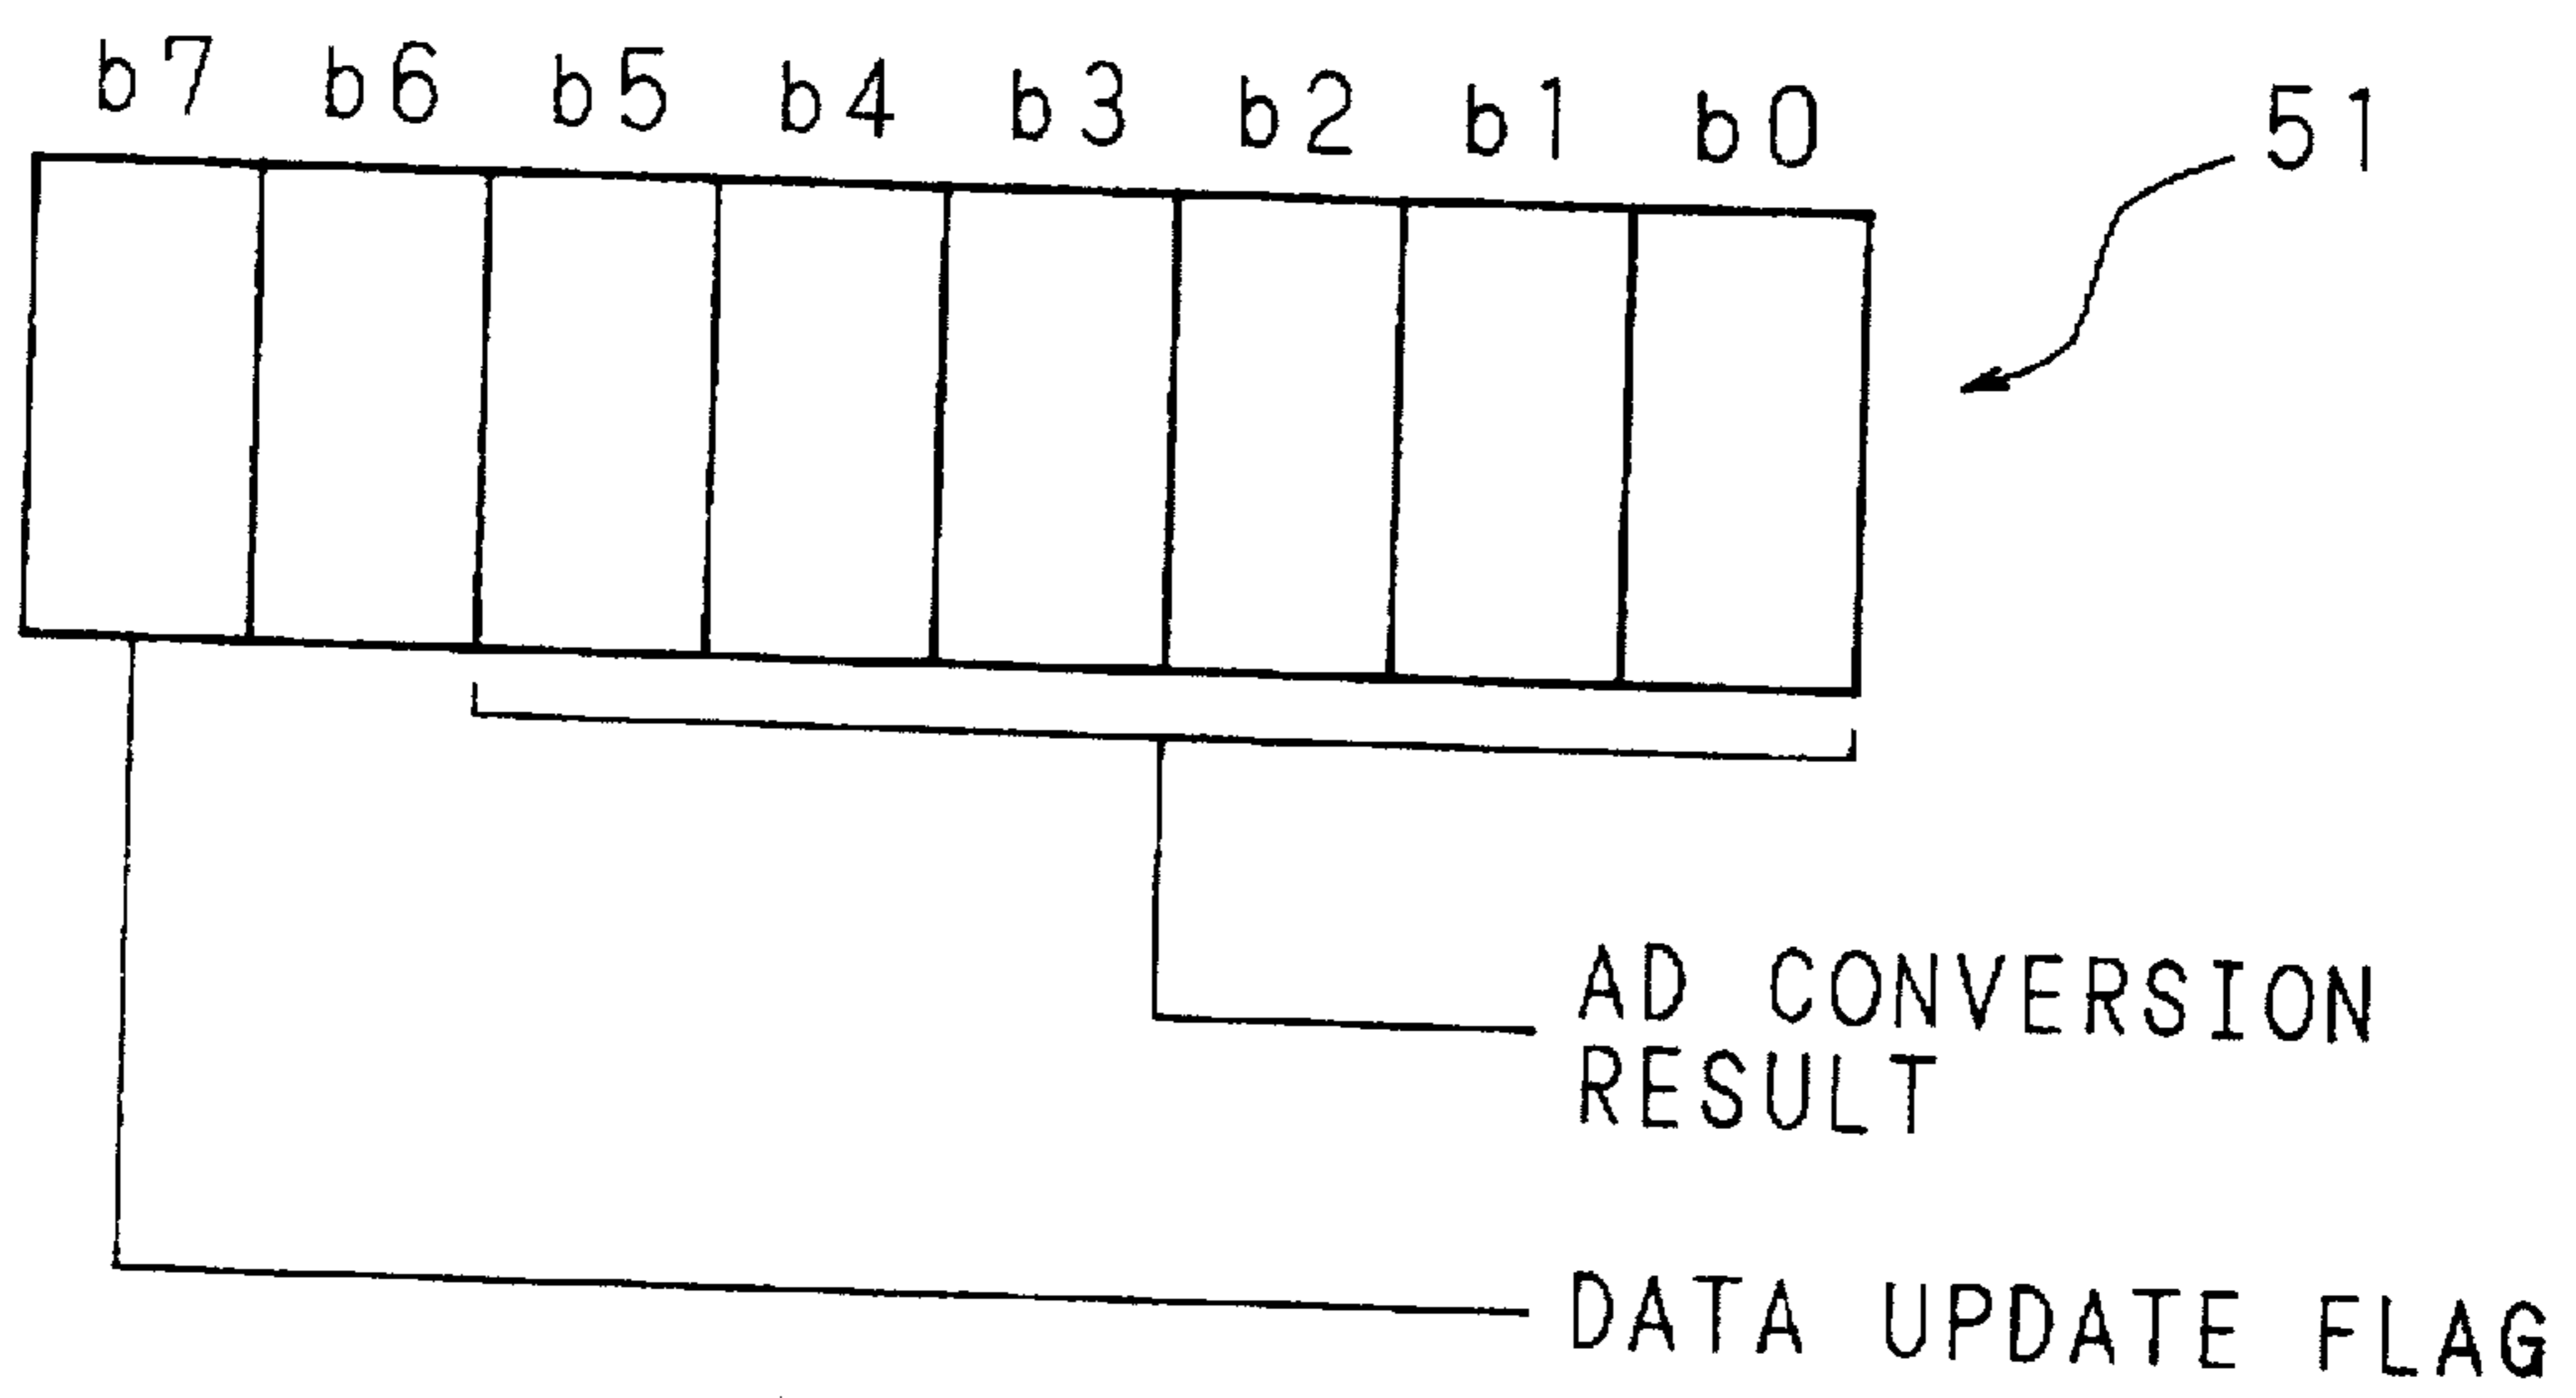 b7 b6 b5 b4 b3 b2 b1 b0
51
AD CONVERSION
RESULT
DATA UPDATE FLAG